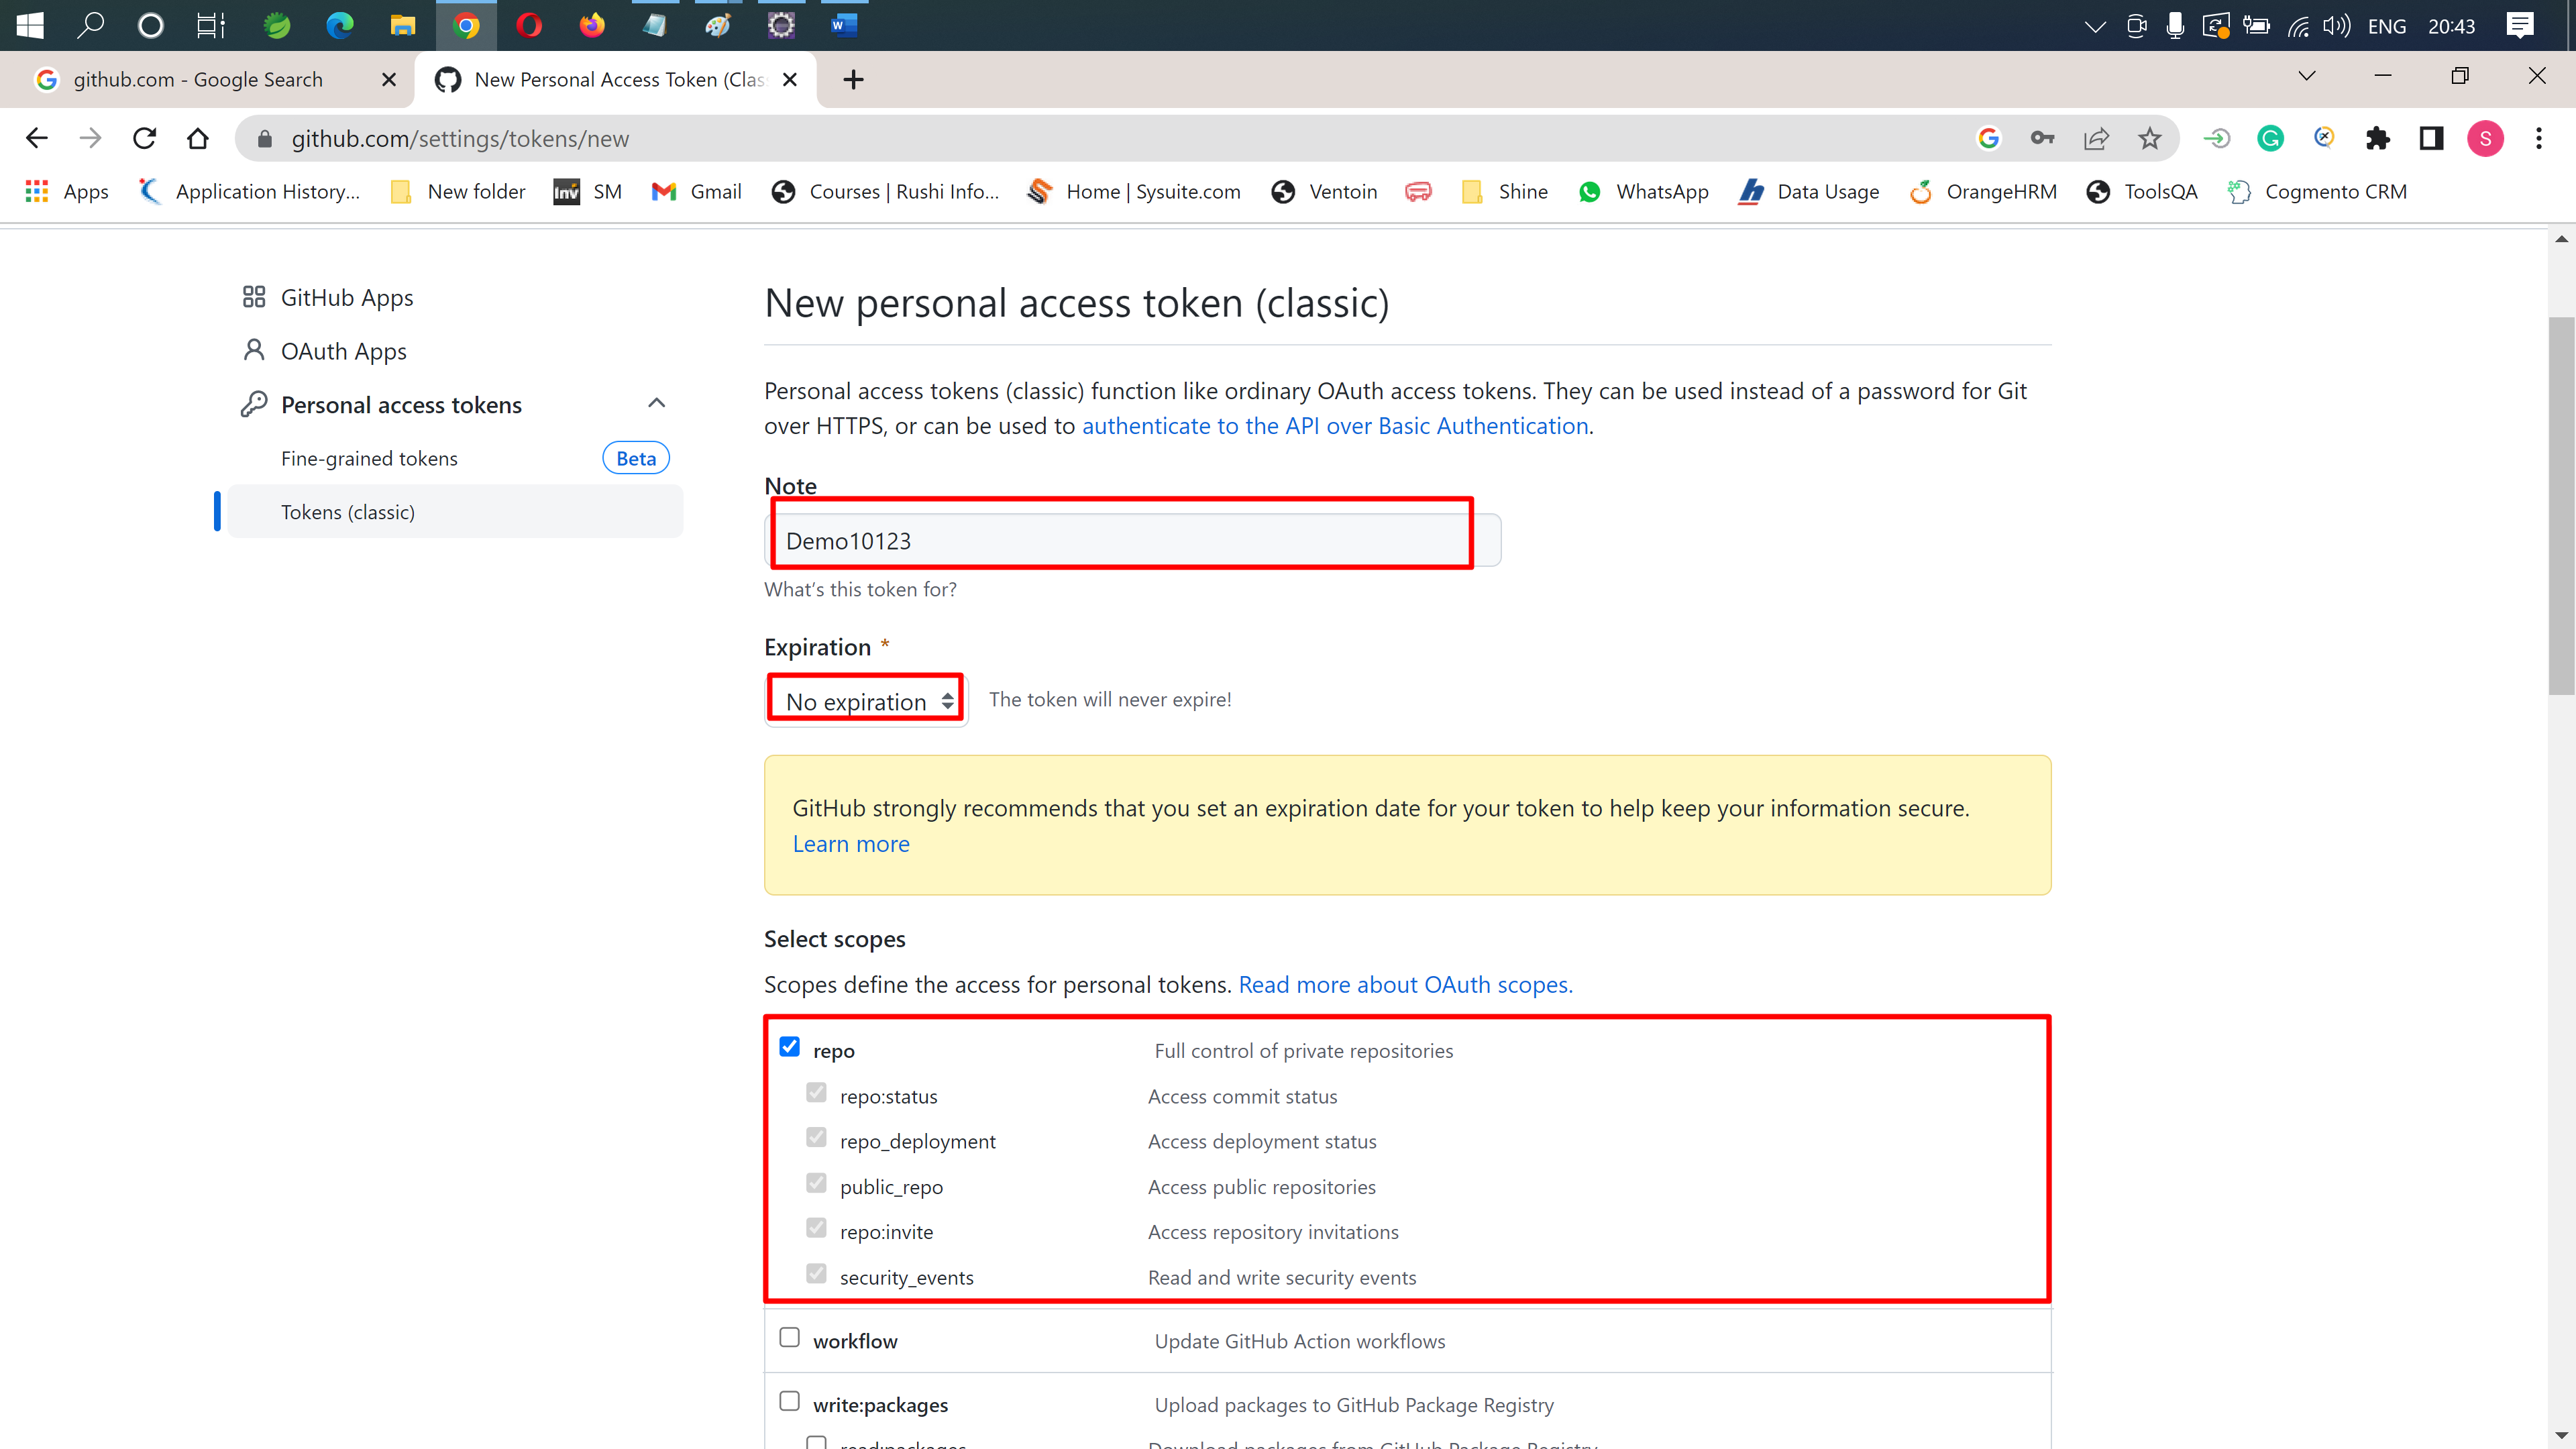 ENG 20:43
github.com - Google Search
New Personal Access Token (Clas
github.com/settings/tokens/new
S
Apps Application History... New folder Inv SM Gmail Courses | Rushi Info... Home | Sysuite.com Ventoin Shine WhatsApp Data Usage OrangeHRM ToolsQA Cogmento CRM
GitHub Apps
OAuth Apps
Personal access tokens
Fine-grained tokens Beta
Tokens (classic)
New personal access token (classic)
Personal access tokens (classic) function like ordinary OAuth access tokens. They can be used instead of a password for Git
over HTTPS, or can be used to authenticate to the API over Basic Authentication.
Note
Demo10123
What's this token for?
Expiration *
No expiration The token will never expire!
GitHub strongly recommends that you set an expiration date for your token to help keep your information secure.
Learn more
Select scopes
Scopes define the access for personal tokens. Read more about OAuth scopes.
repo Full control of private repositories
repo:status Access commit status
repo_deployment Access deployment status
public_repo Access public repositories
repo:invite Access repository invitations
security_events Read and write security events
workflow Update GitHub Action workflows
write:packages Upload packages to GitHub Package Registry
read:packages Download packages from GitHub Package Registry